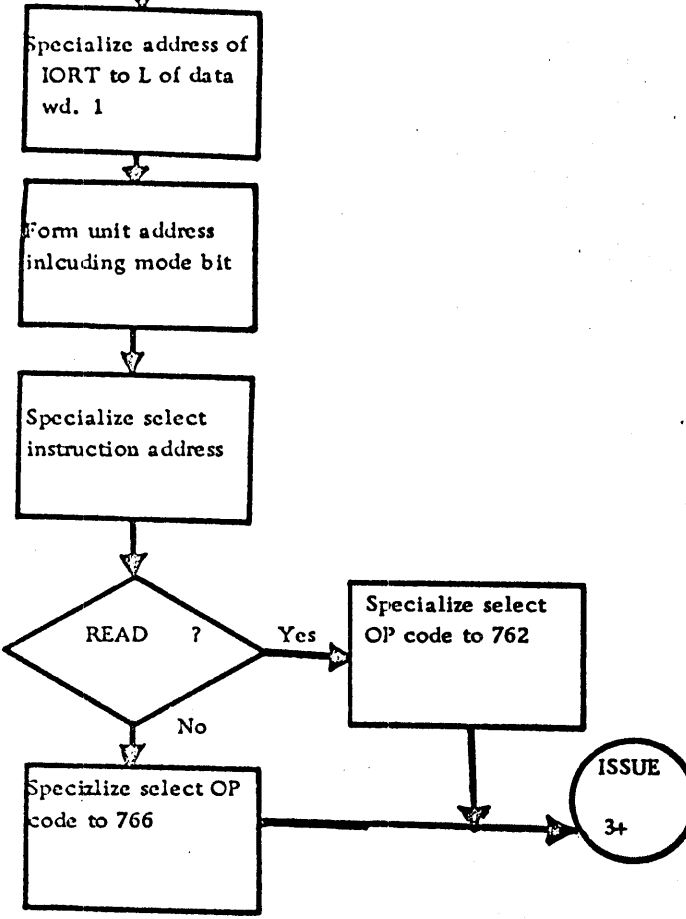 Specialize address of
IORT to L of data
wd. 1
Form unit address
inlcuding mode bit
Specialize select
instruction address
READ ?
Yes
Specialize select
OP code to 762
No
Specizlize select OP
code to 766
ISSUE
3+